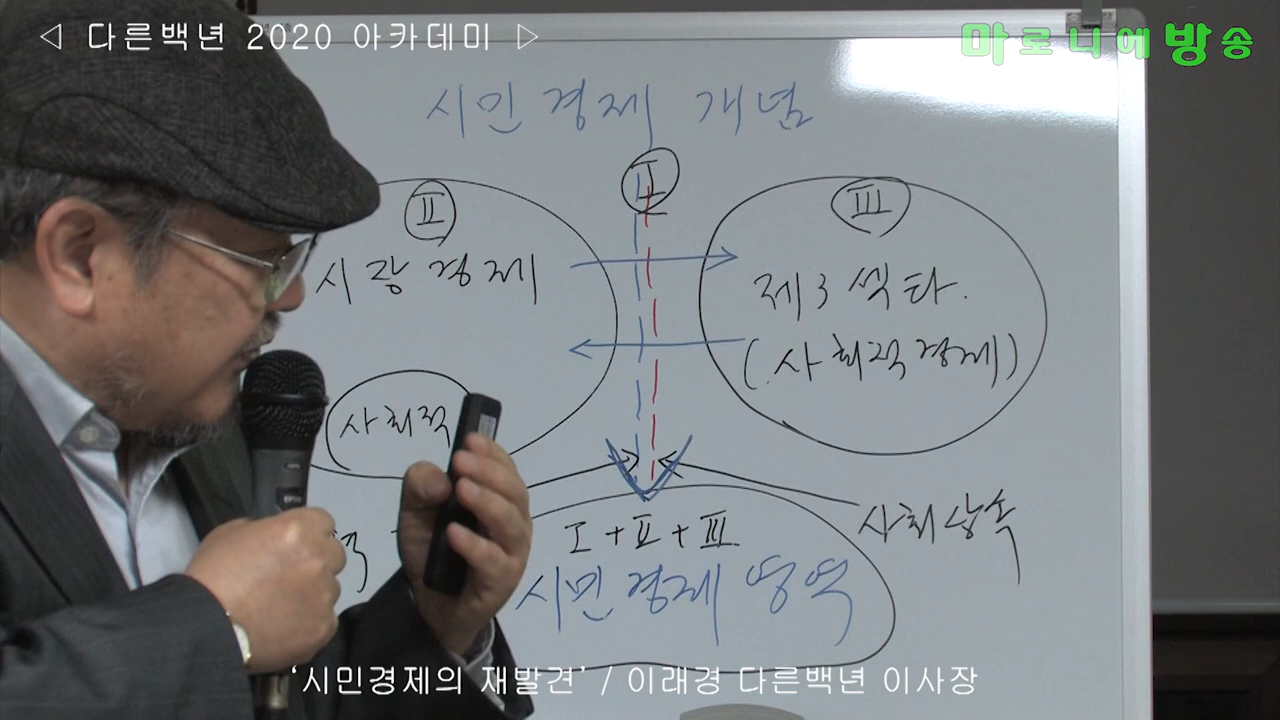 ◁ 다른백년 2020 아카데미 ▷
마로니에방송
시민경제 개념
Ⅰ
Ⅱ
Ⅲ
시장경제
제3섹타.
(사회적경제)
사회적
사회상속
Ⅰ+Ⅱ+Ⅲ
시민경제영역
‘시민경제의 재발견’ / 이래경 다른백년 이사장